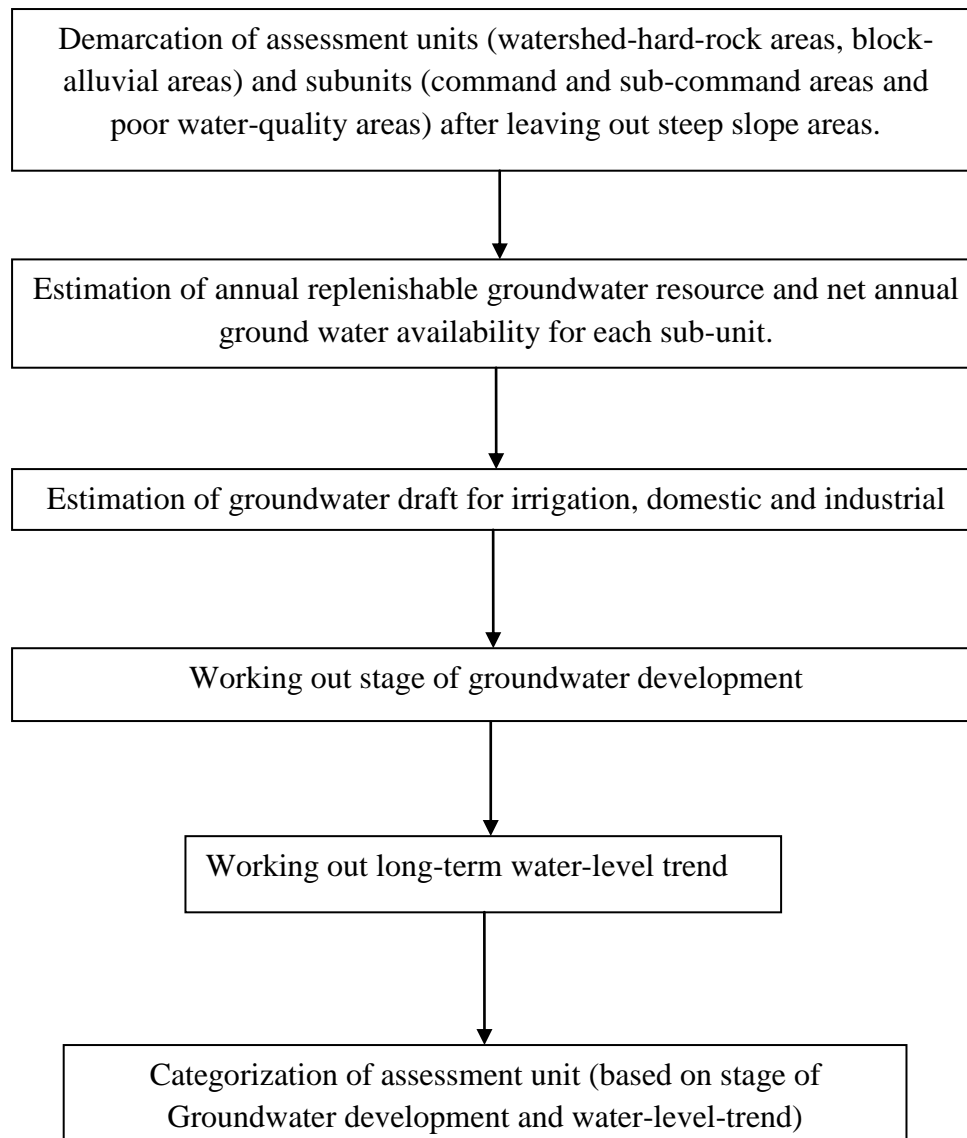 Demarcation of assessment units (watershed-hard-rock areas, block-
alluvial areas) and subunits (command and sub-command areas and
poor water-quality areas) after leaving out steep slope areas.
Estimation of annual replenishable groundwater resource and net annual
ground water availability for each sub-unit.
Estimation of groundwater draft for irrigation, domestic and industrial
Working out stage of groundwater development
Working out long-term water-level trend
Categorization of assessment unit (based on stage of
Groundwater development and water-level-trend)